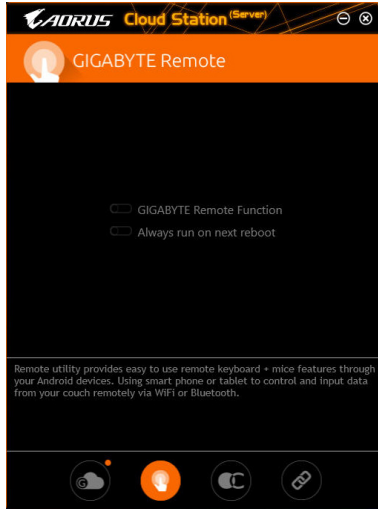 AORUS Cloud Station (Server)
GIGABYTE Remote
GIGABYTE Remote Function
Always run on next reboot
Remote utility provides easy to use remote keyboard + mice features through
your Android devices. Using smart phone or tablet to control and input data
from your couch remotely via WiFi or Bluetooth.
G